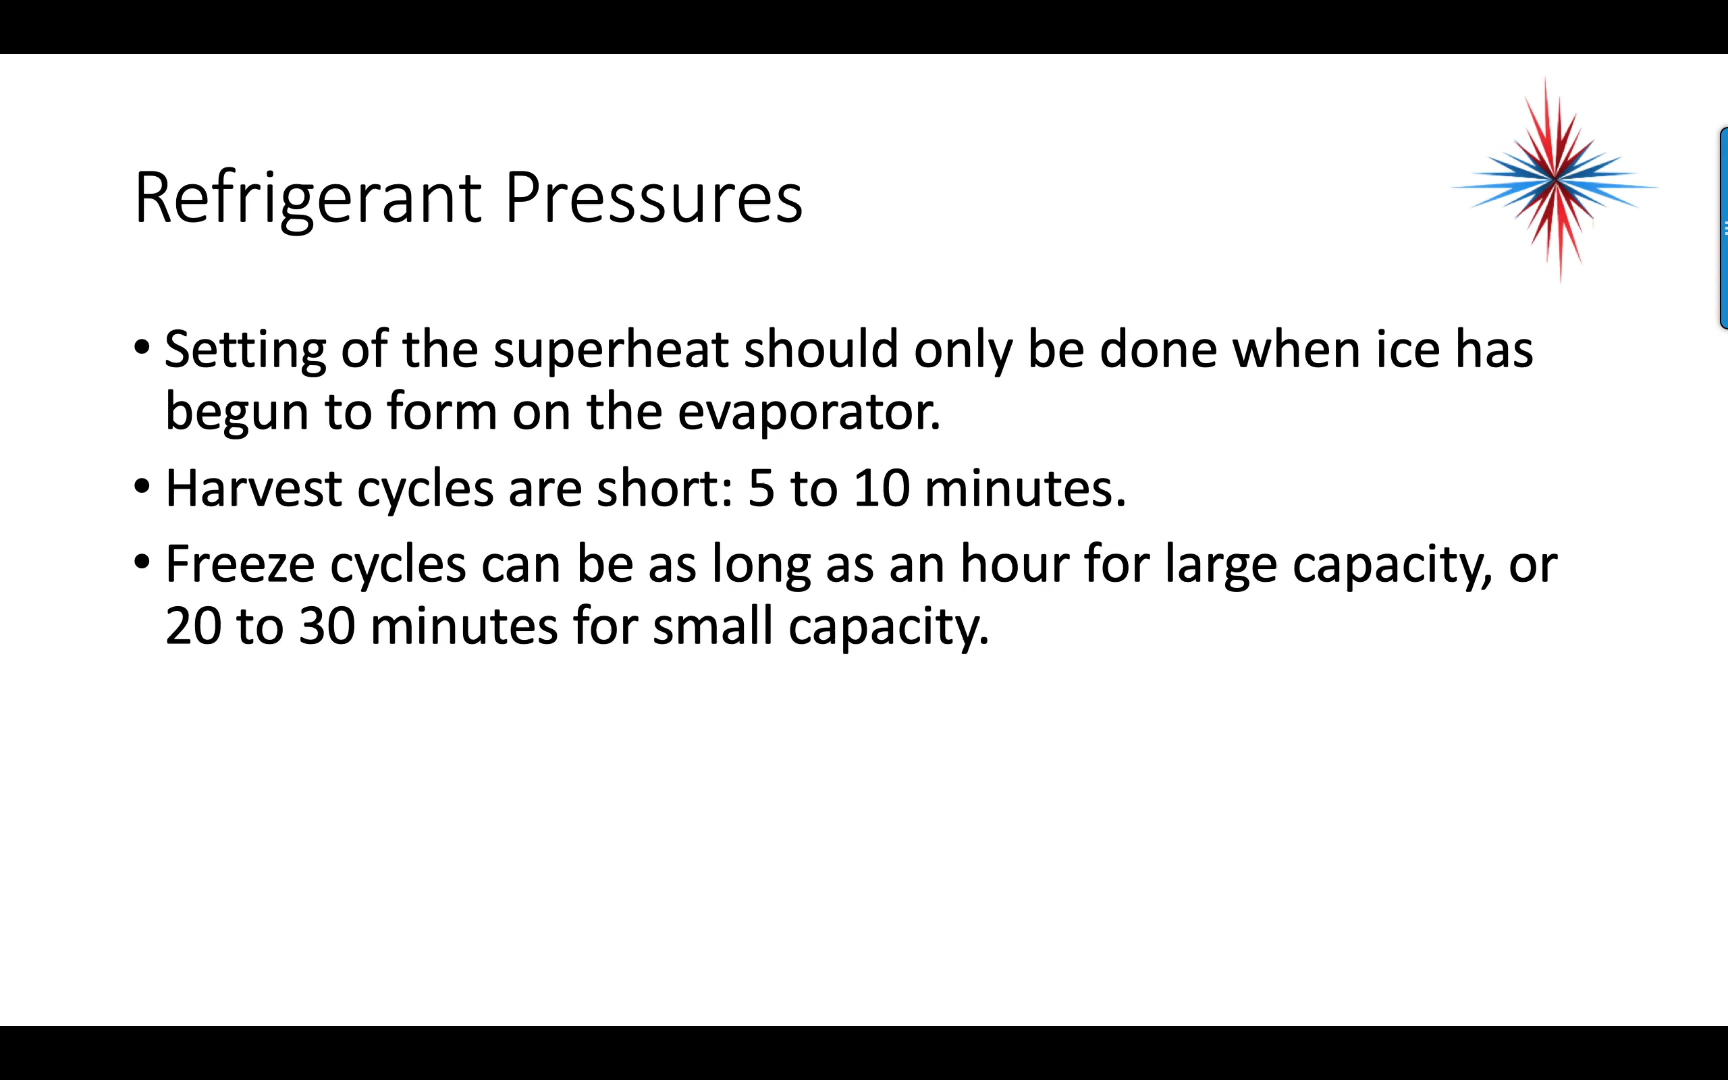 Refrigerant Pressures
• Setting of the superheat should only be done when ice has
begun to form on the evaporator.
• Harvest cycles are short: 5 to 10 minutes.
• Freeze cycles can be as long as an hour for large capacity, or
20 to 30 minutes for small capacity.